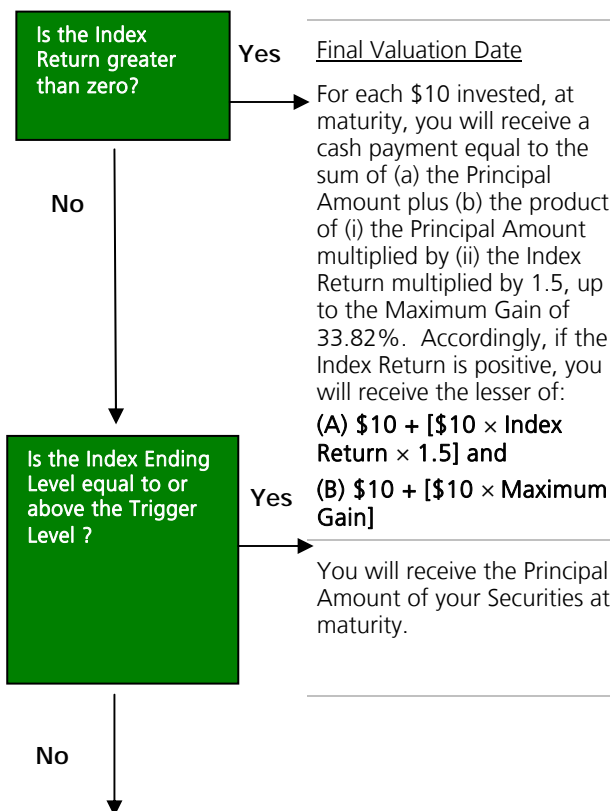 Is the Index
Return greater
than zero?
Yes
Final Valuation Date
For each $10 invested, at
maturity, you will receive a
cash payment equal to the
sum of (a) the Principal
Amount plus (b) the product
of (i) the Principal Amount
multiplied by (ii) the Index
Return multiplied by 1.5, up
to the Maximum Gain of
33.82%.  Accordingly, if the
Index Return is positive, you
will receive the lesser of:
(A) $10 + [$10 × Index
Return × 1.5] and
(B) $10 + [$10 × Maximum
Gain]
No
Is the Index Ending
Level equal to or
above the Trigger
Level ?
Yes
You will receive the Principal
Amount of your Securities at
maturity.
No